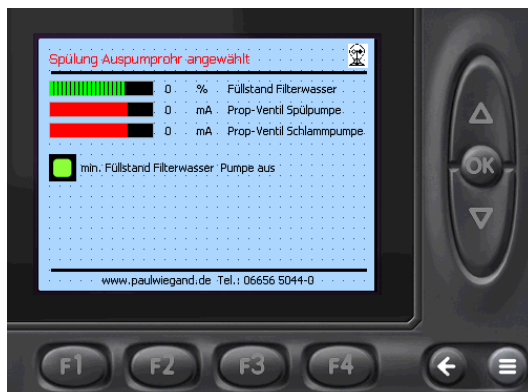 Spülung Auspumprohr angewählt
0 % Füllstand Filterwasser
0 mA Prop-Ventil Spülpumpe
0 mA Prop-Ventil Schlammpumpe
min. Füllstand Filterwasser Pumpe aus
www.paulwiegand.de Tel.: 06656 5044-0
OK
F1 F2 F3 F4